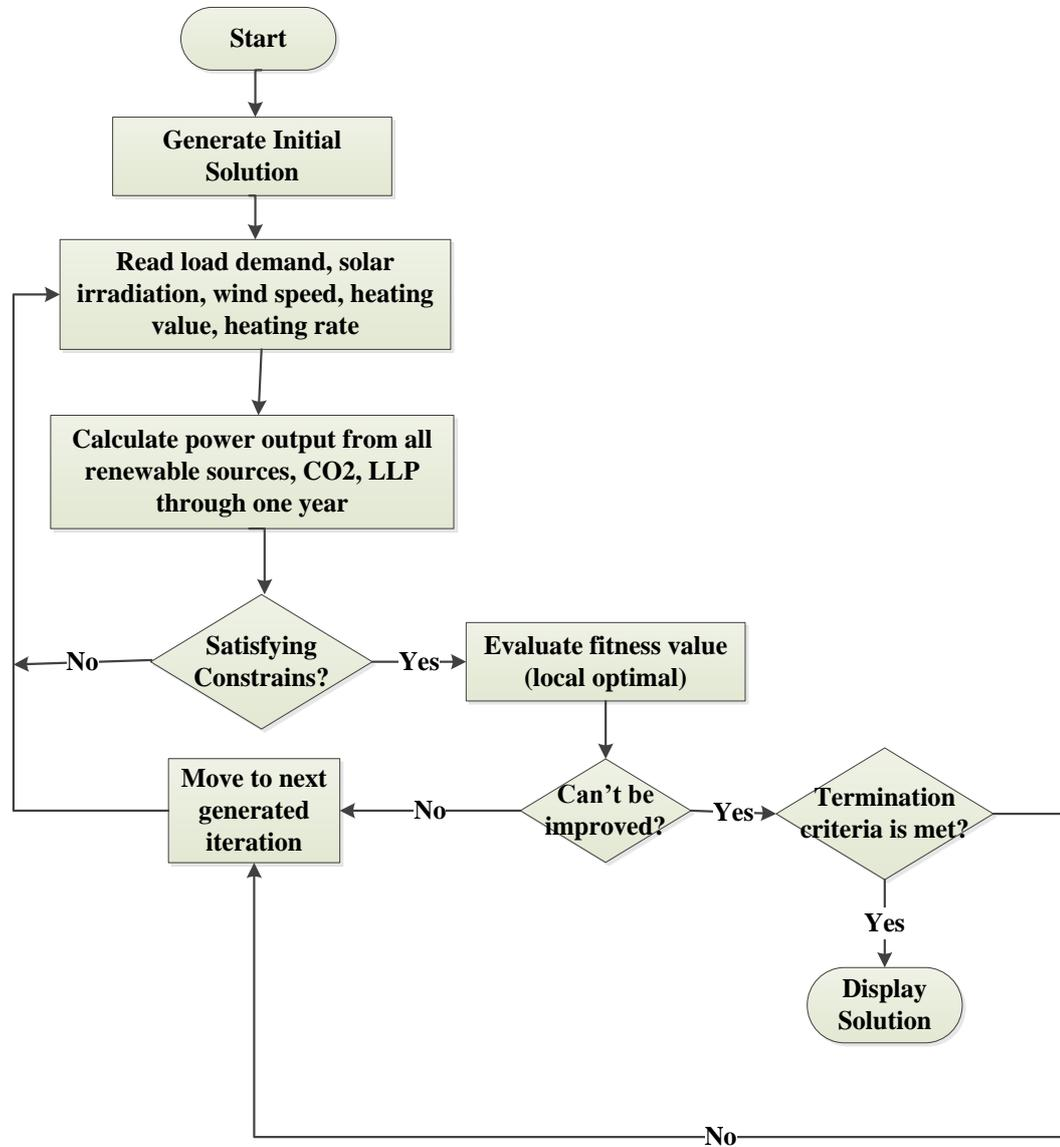 Start
Generate Initial
Solution
Read load demand, solar
irradiation, wind speed, heating
value, heating rate
Calculate power output from all
renewable sources, CO2, LLP
through one year
Satisfying
Constrains?
No
Yes
Evaluate fitness value
(local optimal)
Can't be
improved?
No
Move to next
generated
iteration
Yes
Termination
criteria is met?
Yes
Display
Solution
No